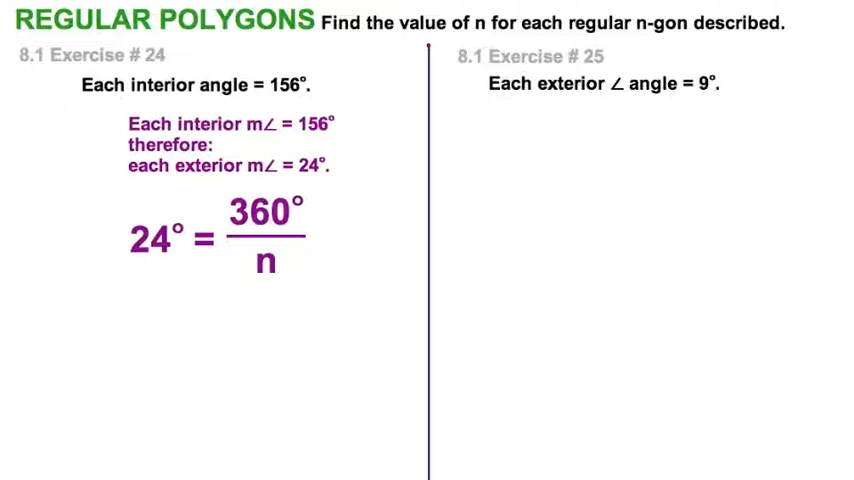 REGULAR POLYGONS Find the value of n for each regular n-gon described.
8.1 Exercise # 24
Each interior angle = 156°.
Each interior m∠ = 156°
therefore:
each exterior m∠ = 24°.
24° = 360°
n
8.1 Exercise # 25
Each exterior ∠ angle = 9°.